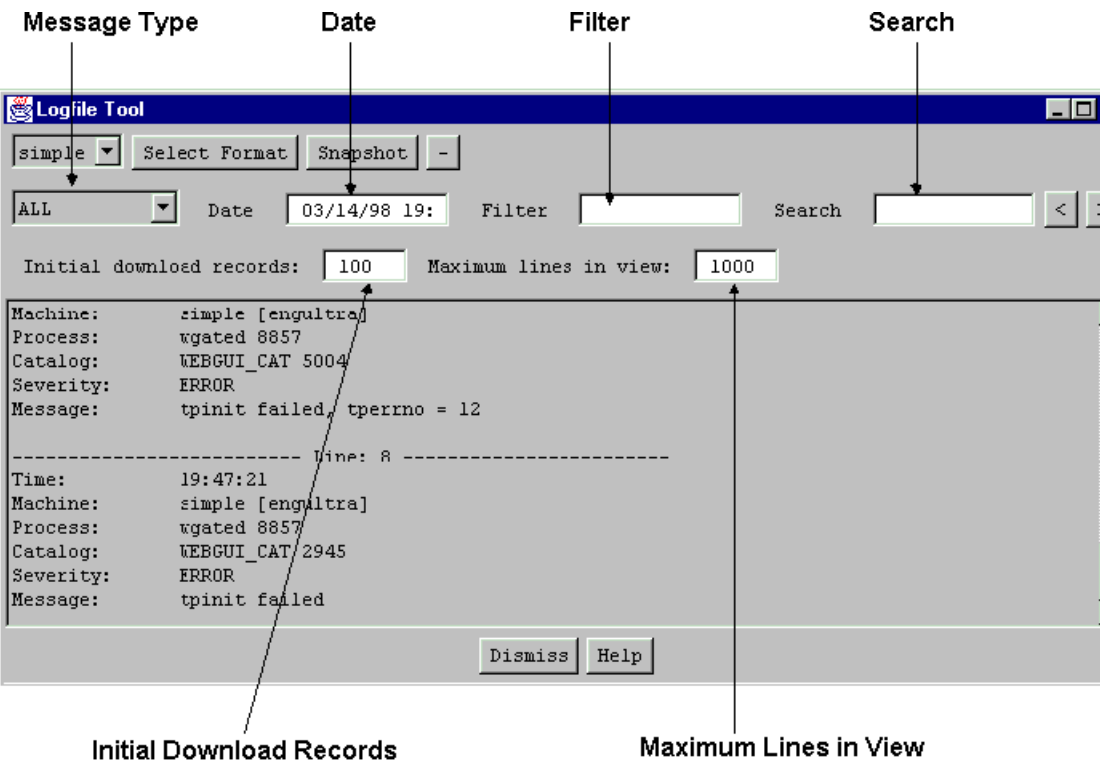 Message Type Date Filter Search
Logfile Tool
simple Select Format Snapshot -
ALL Date 03/14/98 19: Filter Search <
Initial download records: 100 Maximum lines in view: 1000
Machine: simple [engultra]
Process: wgated 8857
Catalog: WEBGUI_CAT 5004
Severity: ERROR
Message: tpinit failed, tperrno = 12
-------------------------- Line: 8 ------------------------
Time: 19:47:21
Machine: simple [engultra]
Process: wgated 8857
Catalog: WEBGUI_CAT 2945
Severity: ERROR
Message: tpinit failed
Dismiss Help
Initial Download Records Maximum Lines in View